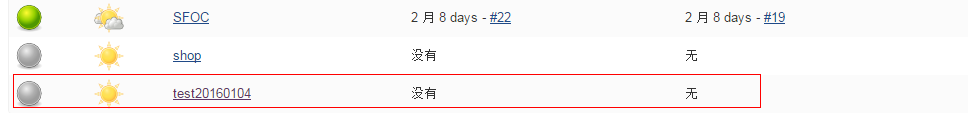 SFOC 2 月 8 days - #22 2 月 8 days - #19
shop 没有 无
test20160104 没有 无